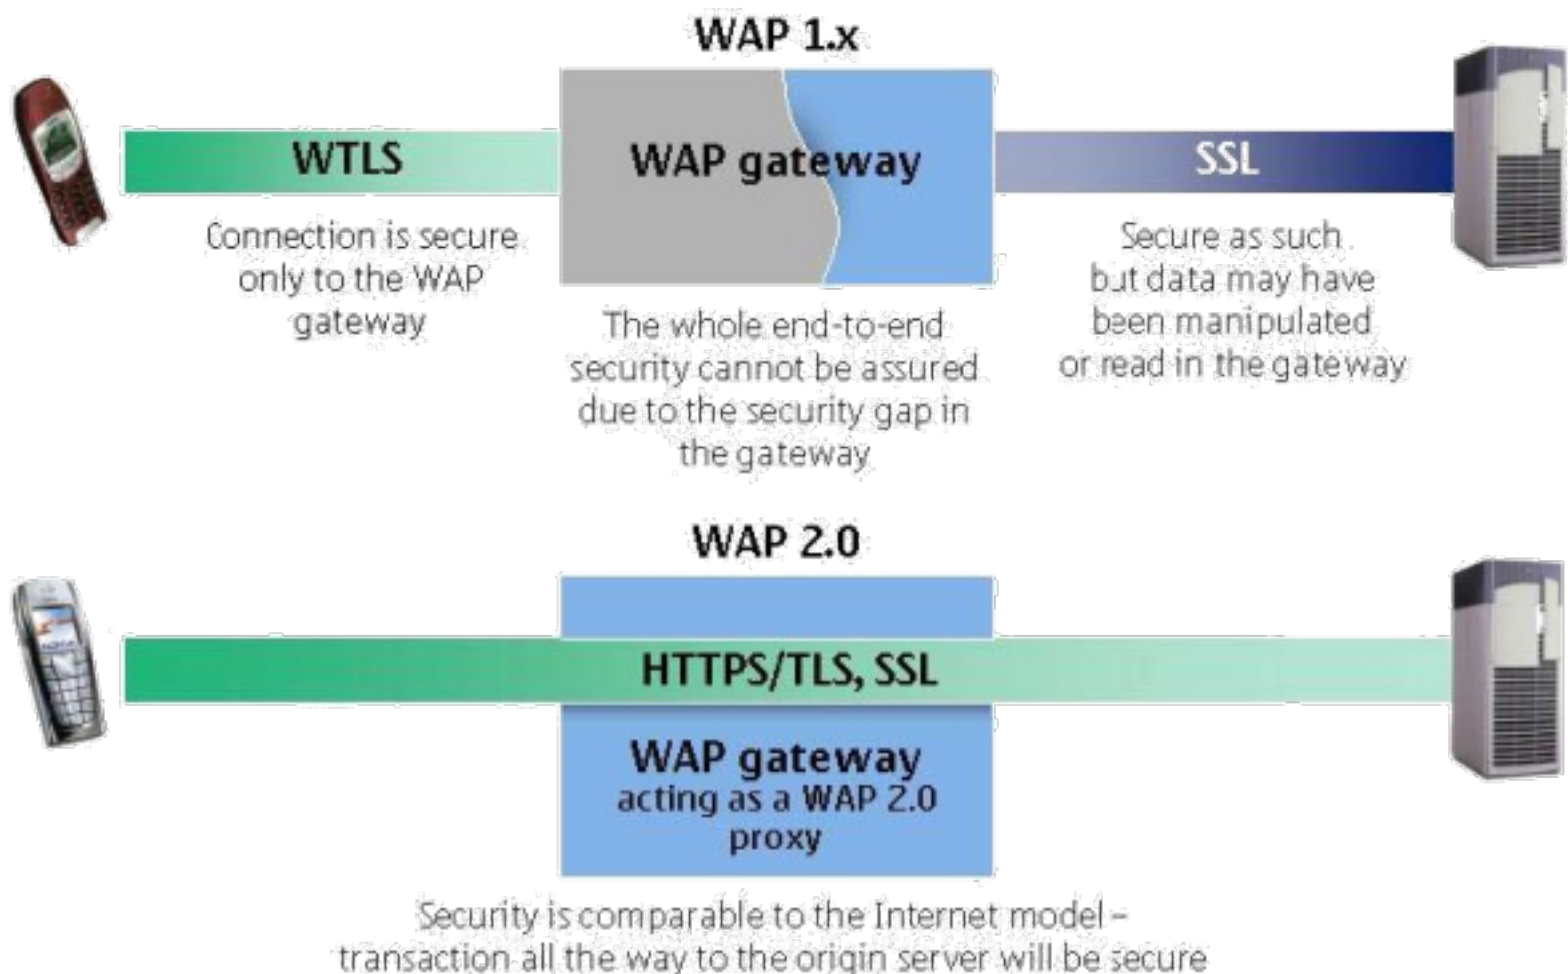 WAP 1.x
WTLS
WAP gateway
SSL
Connection is secure
only to the WAP
gateway
The whole end-to-end
security cannot be assured
due to the security gap in
the gateway
Secure as such
but data may have
been manipulated
or read in the gateway
WAP 2.0
HTTPS/TLS, SSL
WAP gateway
acting as a WAP 2.0
proxy
Security is comparable to the Internet model –
transaction all the way to the origin server will be secure